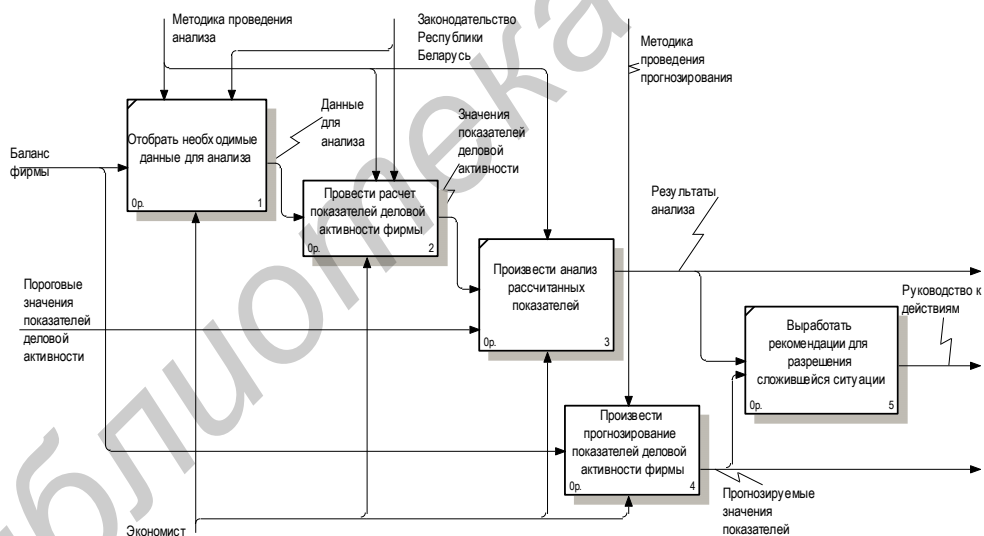 Методика проведения
анализа
Законодательство
Республики
Беларусь
Методика
проведения
прогнозирования
Отобрать необходимые
данные для анализа
0р.
1
Данные
для
анализа
Значения
показателей
деловой
активности
Баланс
фирмы
Провести расчет
показателей деловой
активности фирмы
0р.
2
Результаты
анализа
Произвести анализ
рассчитанных
показателей
0р.
3
Пороговые
значения
показателей
деловой
активности
Руководство к
действиям
Выработать
рекомендации для
разрешения
сложившейся ситуации
0р.
5
Произвести
прогнозирование
показателей деловой
активности фирмы
0р.
4
Прогнозируемые
значения
показателей
Экономист
блиотека